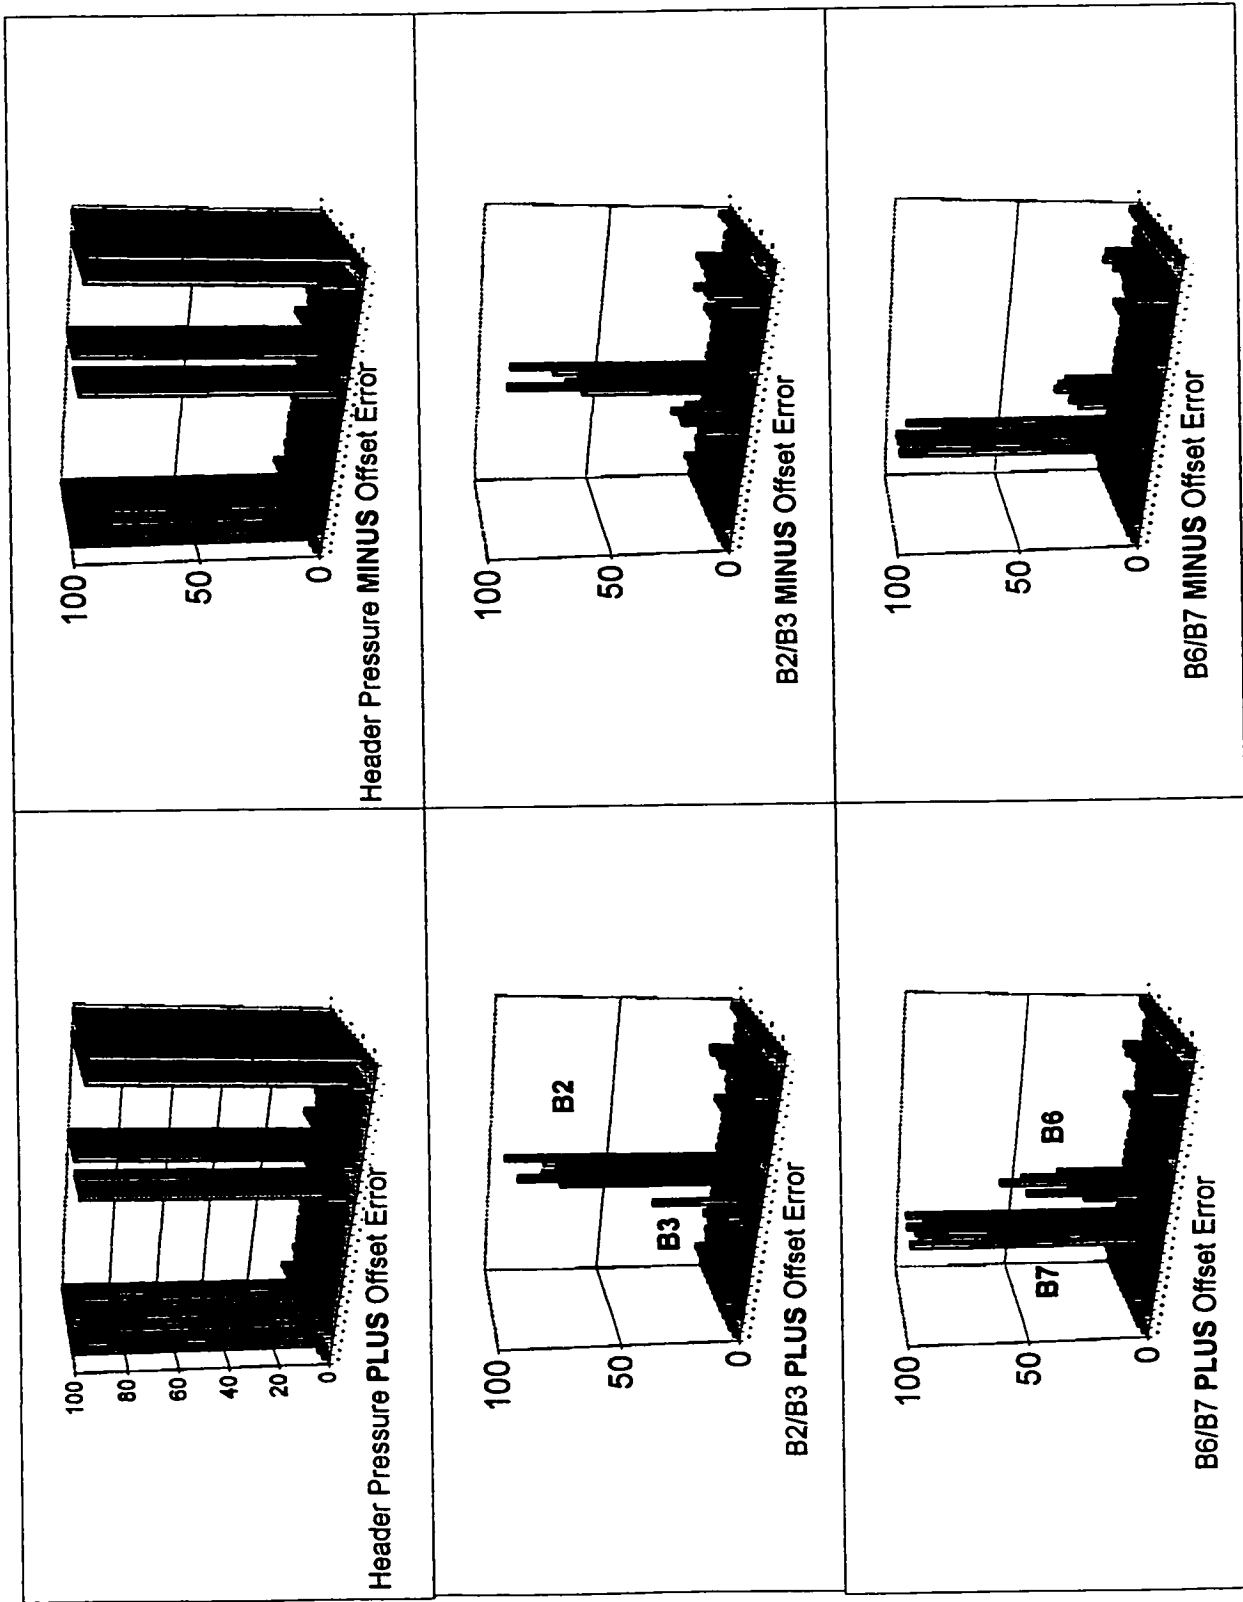 100
80
60
40
20
0
Header Pressure PLUS Offset Error
100
50
0
Header Pressure MINUS Offset Error
100
50
0
B3
B2
B2/B3 PLUS Offset Error
100
50
0
B2/B3 MINUS Offset Error
100
50
0
B7
B6
B6/B7 PLUS Offset Error
100
50
0
B6/B7 MINUS Offset Error